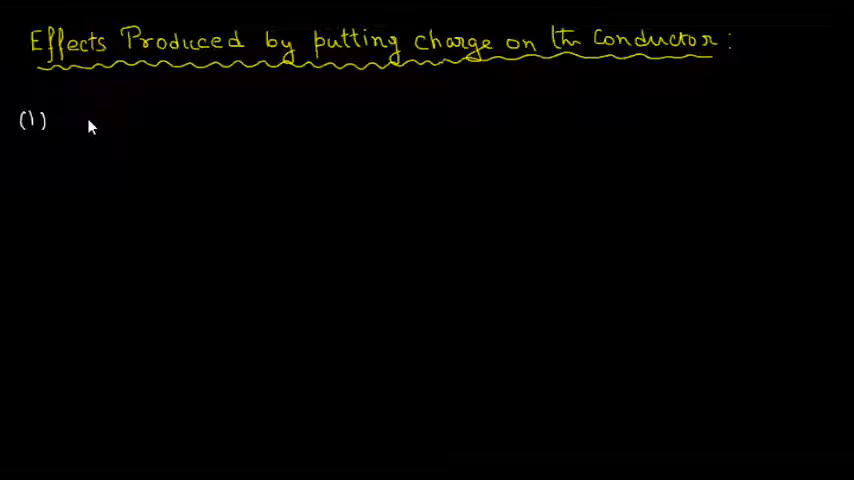 Effects Produced by putting charge on the Conductor:
(1)